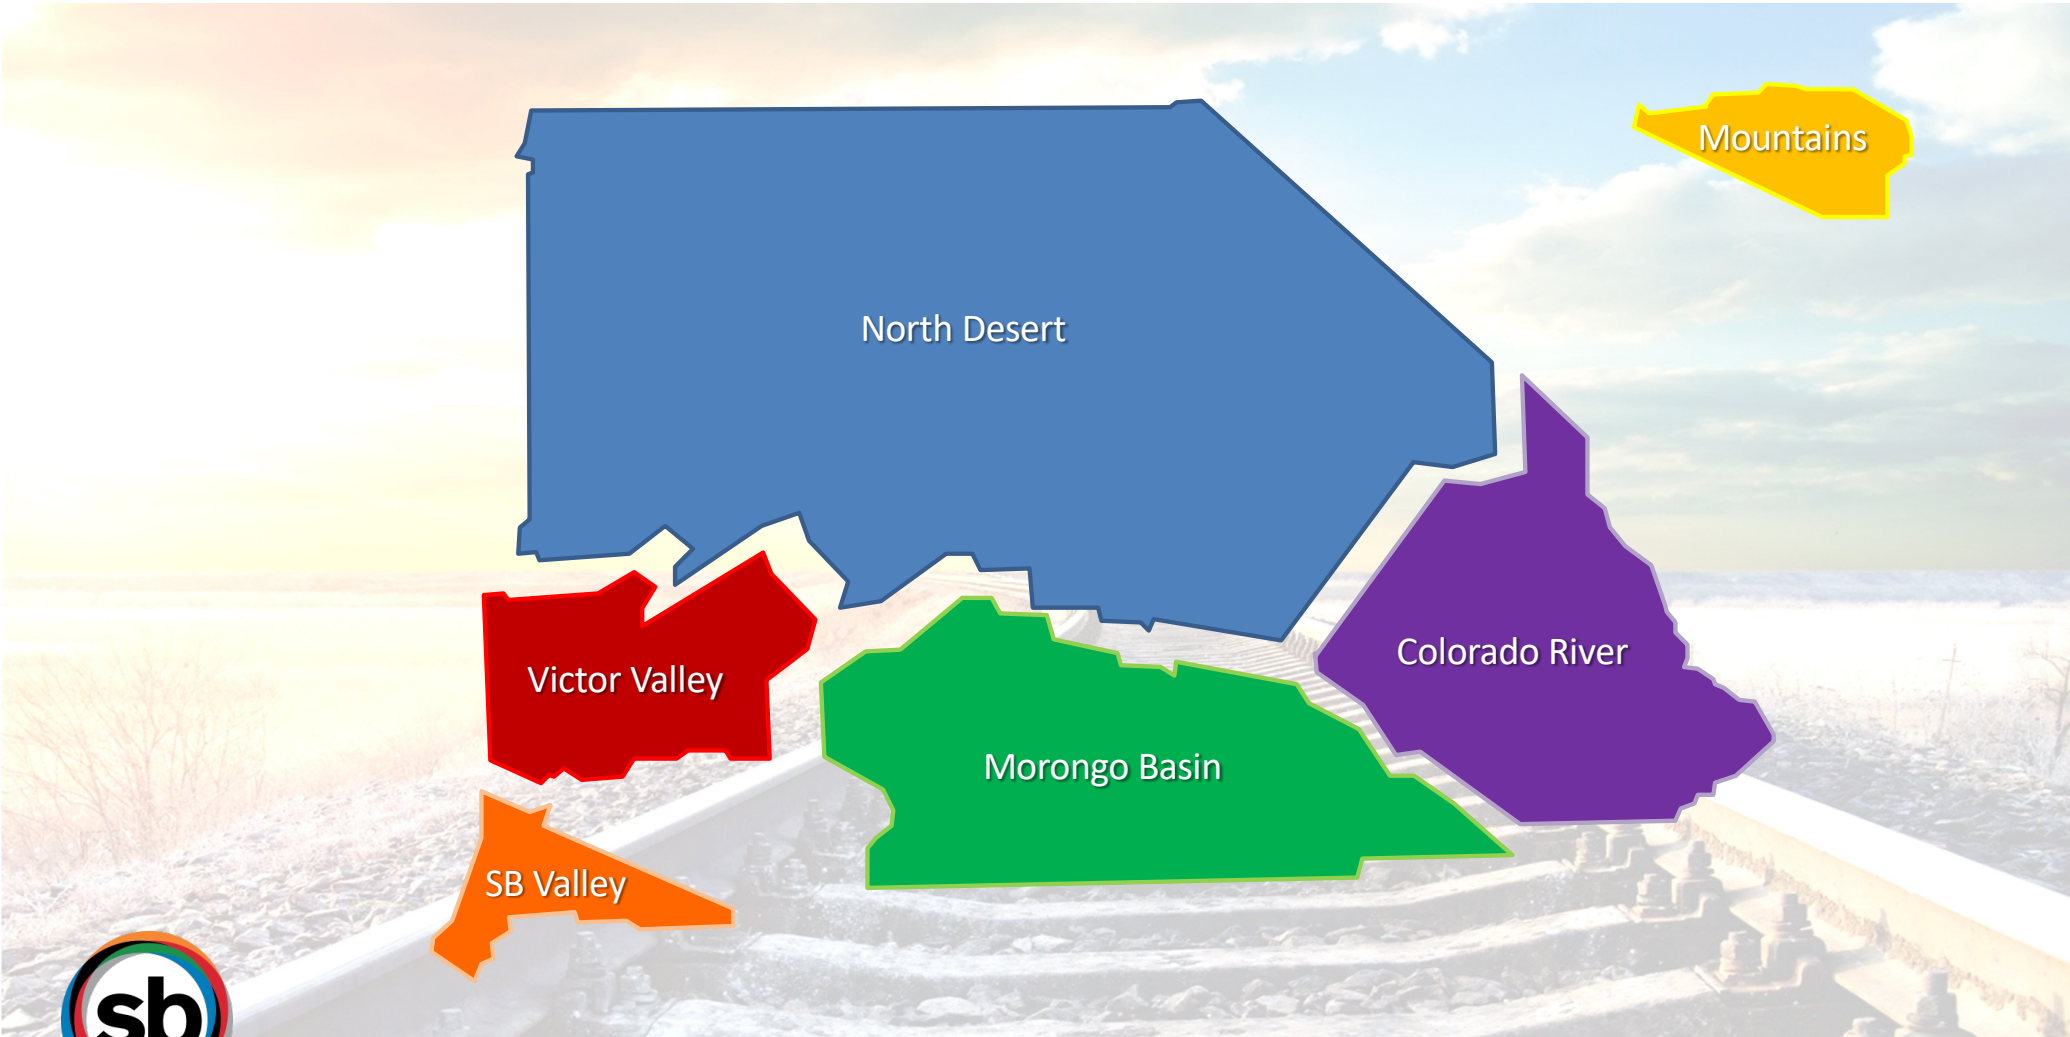 Mountains
North Desert
Colorado River
Victor Valley
Morongo Basin
SB Valley
sb